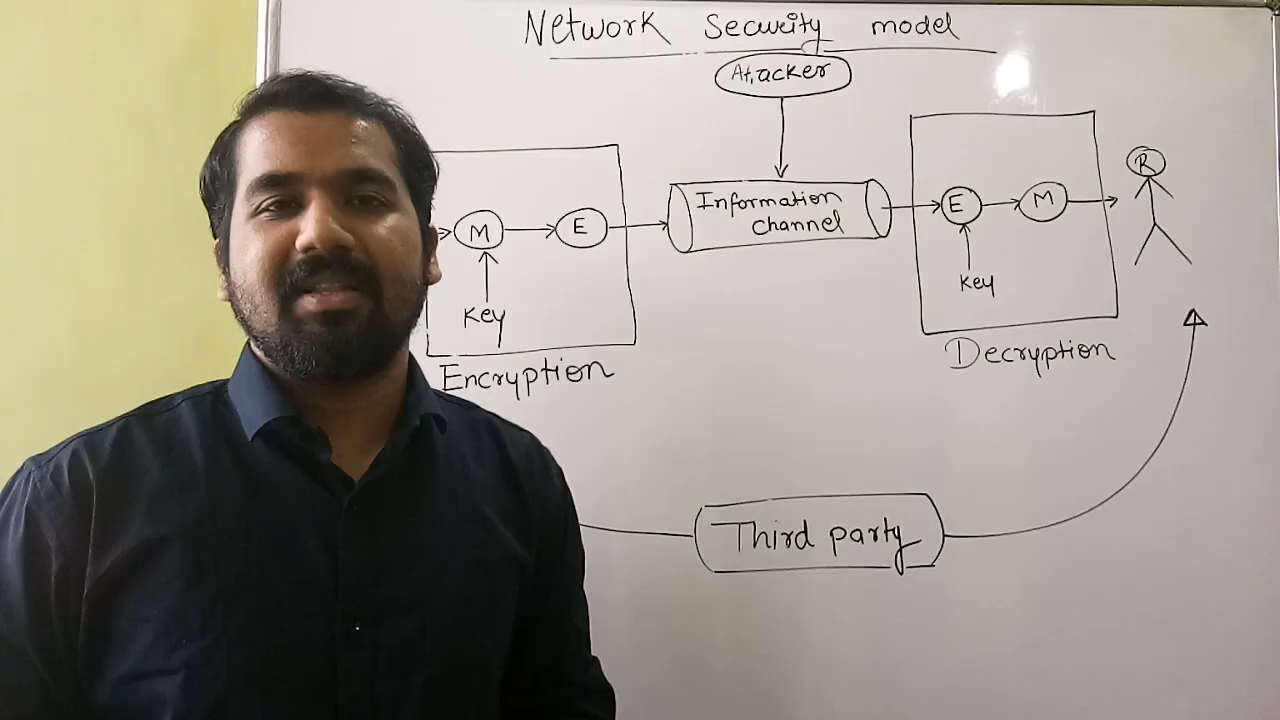 Network Security model
Attacker
Information
channel
M
E
Key
Encryption
E
M
Key
Decryption
R
Third party